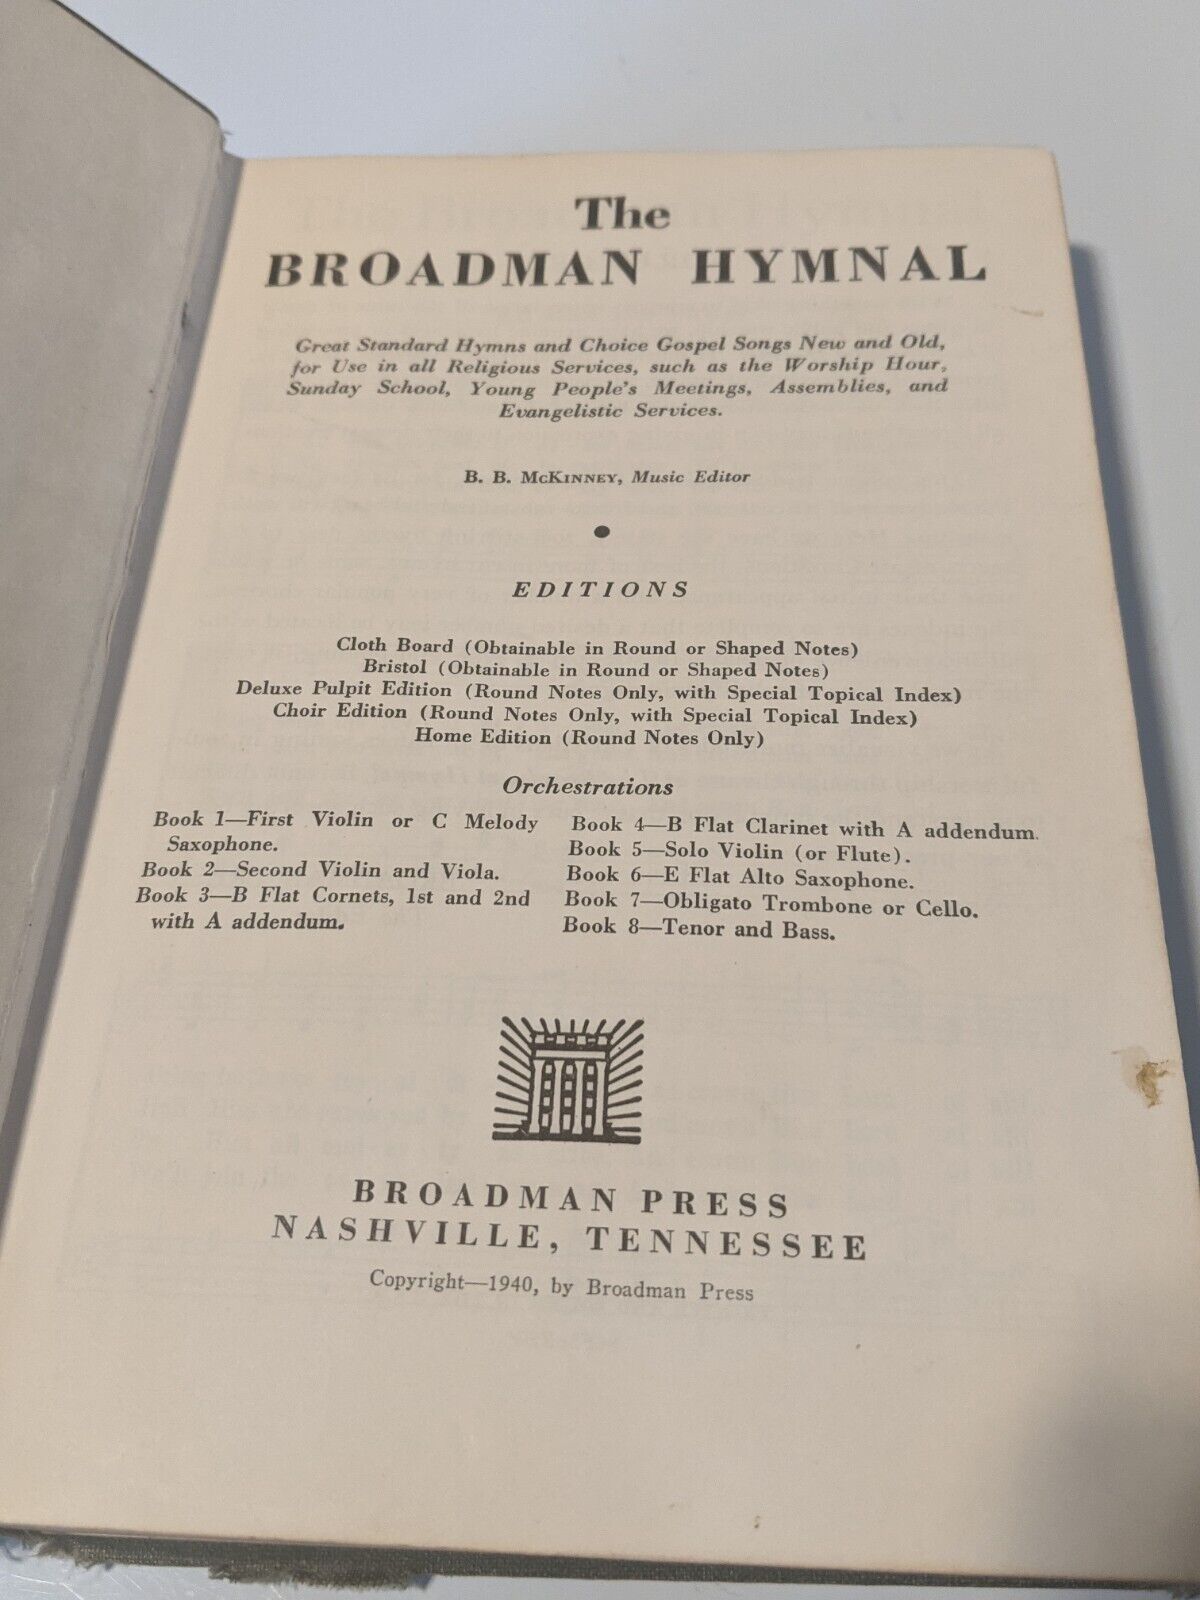 The
BROADMAN HYMNAL
Great Standard Hymns and Choice Gospel Songs New and Old,
for Use in all Religious Services, such as the Worship Hour,
Sunday School, Young People's Meetings, Assemblies, and
Evangelistic Services.
B. B. McKinney, Music Editor
EDITIONS
Cloth Board (Obtainable in Round or Shaped Notes)
Bristol (Obtainable in Round or Shaped Notes)
Deluxe Pulpit Edition (Round Notes Only, with Special Topical Index)
Choir Edition (Round Notes Only, with Special Topical Index)
Home Edition (Round Notes Only)
Orchestrations
Book 1—First Violin or C Melody
Saxophone.
Book 2—Second Violin and Viola.
Book 3—B Flat Cornets, 1st and 2nd
with A addendum.
Book 4—B Flat Clarinet with A addendum.
Book 5—Solo Violin (or Flute).
Book 6—E Flat Alto Saxophone.
Book 7—Obligato Trombone or Cello.
Book 8—Tenor and Bass.
BROADMAN PRESS
NASHVILLE, TENNESSEE
Copyright—1940, by Broadman Press